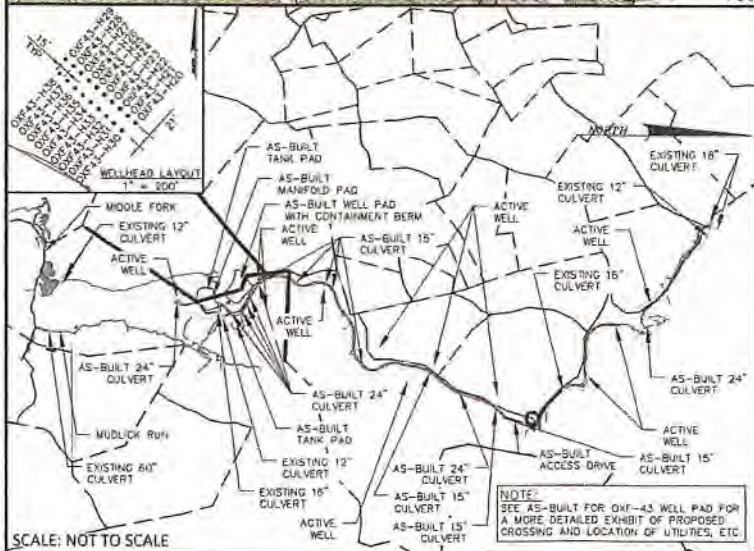 15'
TYP
21'
WELLHEAD LAYOUT
1" = 200'
MIDDLE FORK
EXISTING 12"
CULVERT
ACTIVE
WELL
AS-BUILT
TANK PAD
AS-BUILT
MANIFOLD PAD
AS-BUILT WELL PAD
WITH CONTAINMENT BERM
ACTIVE
WELL
AS-BUILT 15"
CULVERT
ACTIVE
WELL
NORTH
EXISTING 18"
CULVERT
EXISTING 12"
CULVERT
ACTIVE
WELL
EXISTING 16"
CULVERT
ACTIVE
WELL
AS-BUILT 24"
CULVERT
MUDLICK RUN
EXISTING 60"
CULVERT
AS-BUILT 24"
CULVERT
AS-BUILT
TANK PAD
EXISTING 12"
CULVERT
EXISTING 16"
CULVERT
ACTIVE
WELL
AS-BUILT 24"
CULVERT
AS-BUILT 15"
CULVERT
AS-BUILT 15"
CULVERT
AS-BUILT
ACCESS DRIVE
AS-BUILT 15"
CULVERT
ACTIVE
WELL
AS-BUILT 24"
CULVERT
NOTE:
SEE AS-BUILT FOR OXF-43 WELL PAD FOR
A MORE DETAILED EXHIBIT OF PROPOSED
CROSSING AND LOCATION OF UTILITIES, ETC.
SCALE: NOT TO SCALE